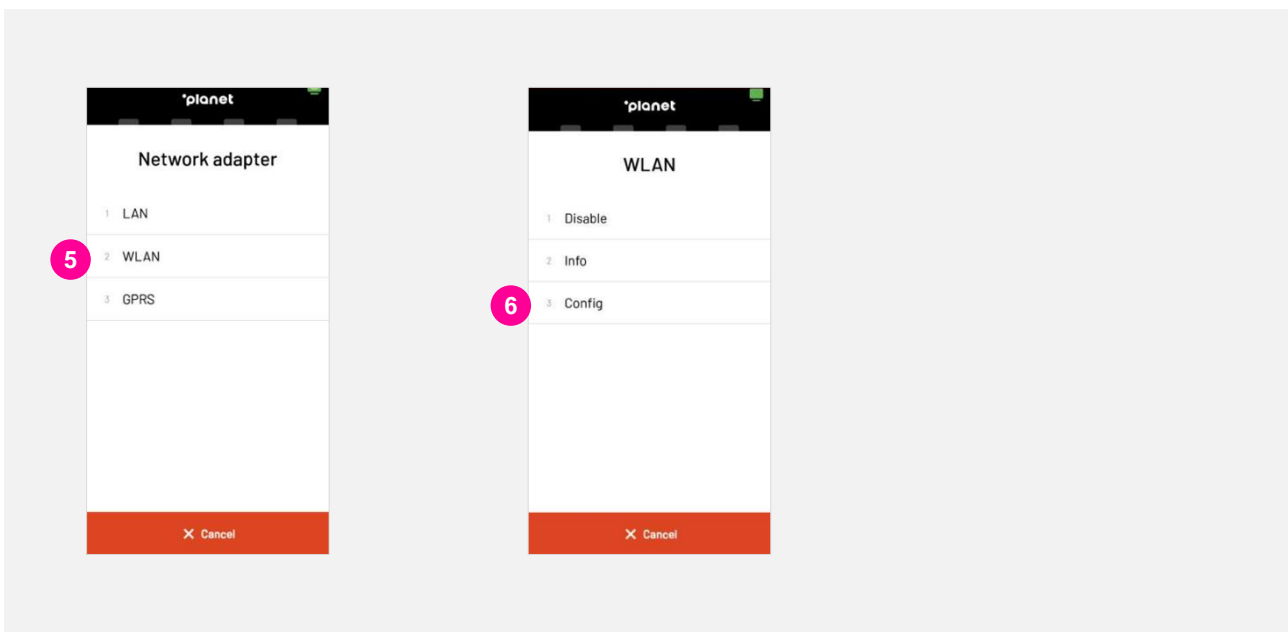 planet
Network adapter
1 LAN
5
2 WLAN
3 GPRS
X Cancel
planet
WLAN
1 Disable
2 Info
6
3 Config
X Cancel